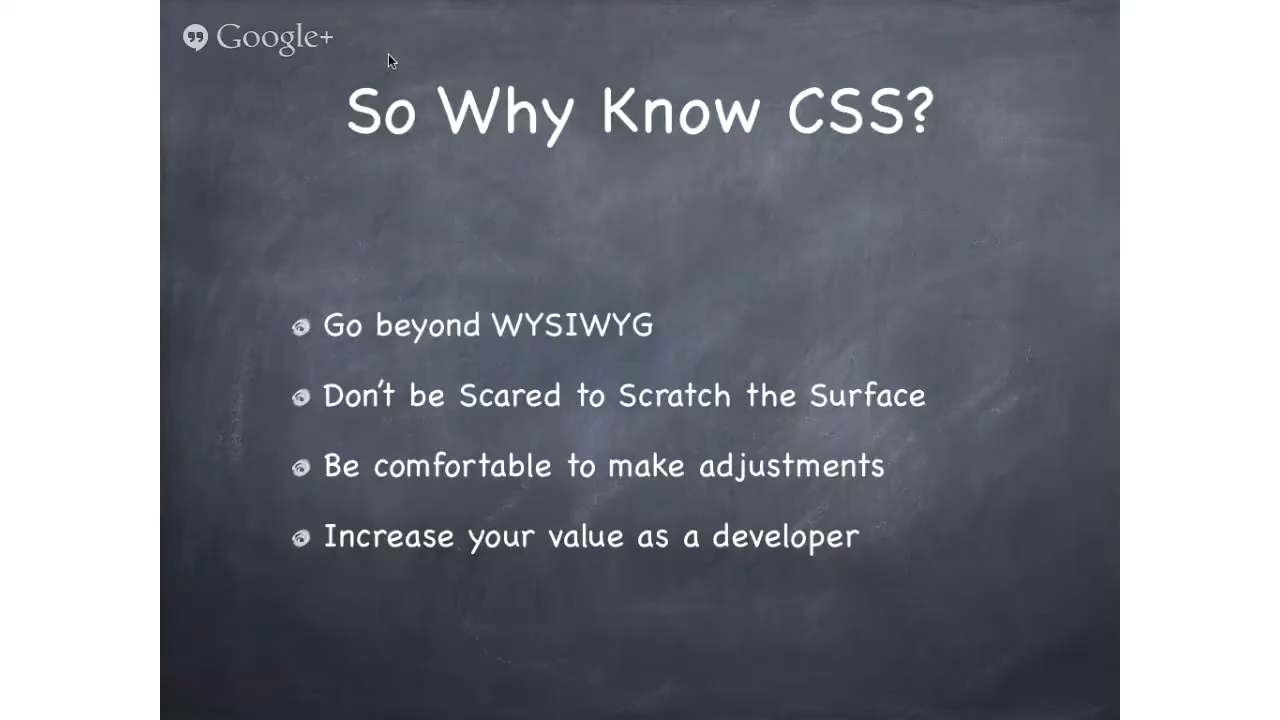 Google+
So Why Know CSS?
Go beyond WYSIWYG
Don't be Scared to Scratch the Surface
Be comfortable to make adjustments
Increase your value as a developer